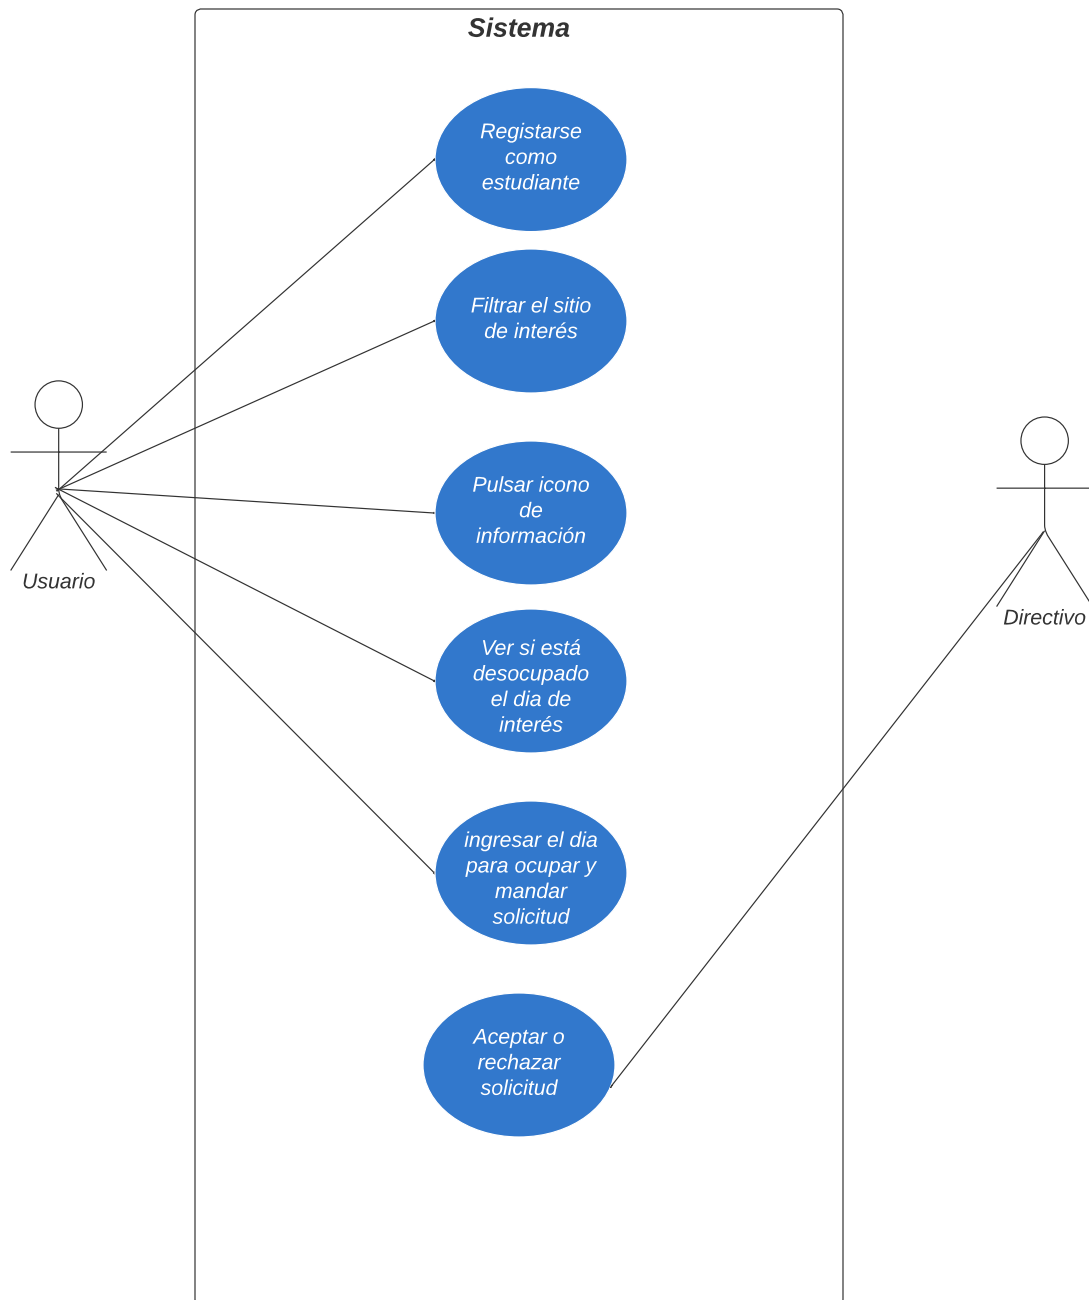 Sistema
Registarse
como
estudiante
Filtrar el sitio
de interés
Pulsar icono
de
información
Usuario
Directivo
Ver si está
desocupado
el dia de
interés
ingresar el dia
para ocupar y
mandar
solicitud
Aceptar o
rechazar
solicitud